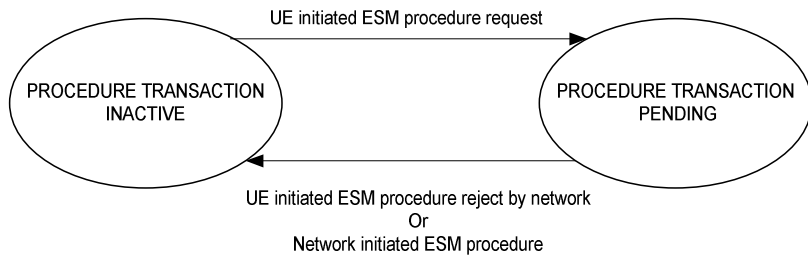 UE initiated ESM procedure request
PROCEDURE TRANSACTION
INACTIVE
PROCEDURE TRANSACTION
PENDING
UE initiated ESM procedure reject by network
Or
Network initiated ESM procedure